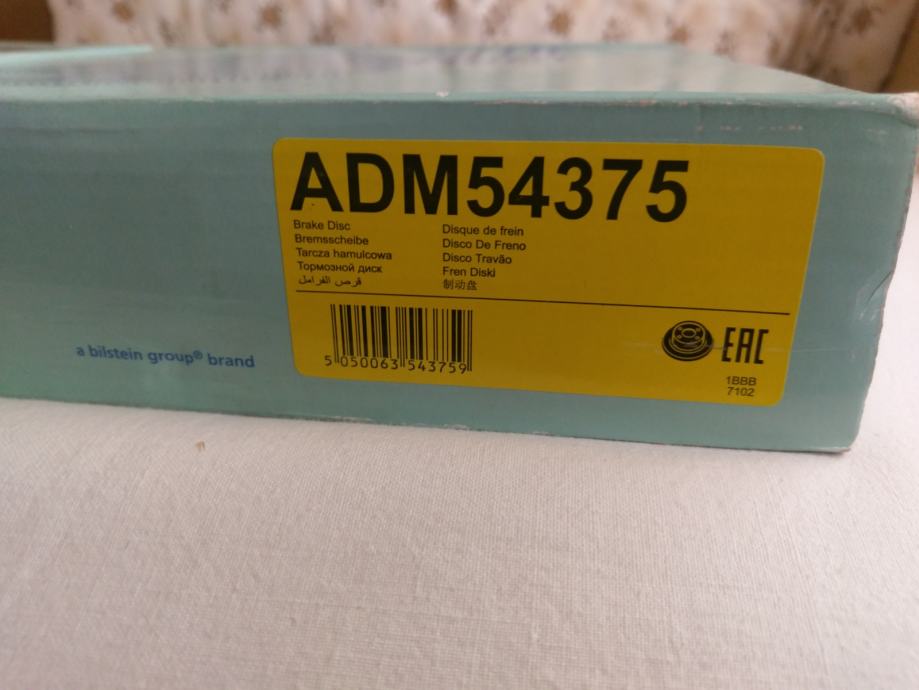 ADM54375
Brake Disc
Bremsscheibe
Tarcza hamulcowa
Тормозной диск
قرص الفرامل
Disque de frein
Disco De Freno
Disco Travão
Fren Diski
制动盘
5 050063 543759
EAC
1BBB
7102
a bilstein group® brand